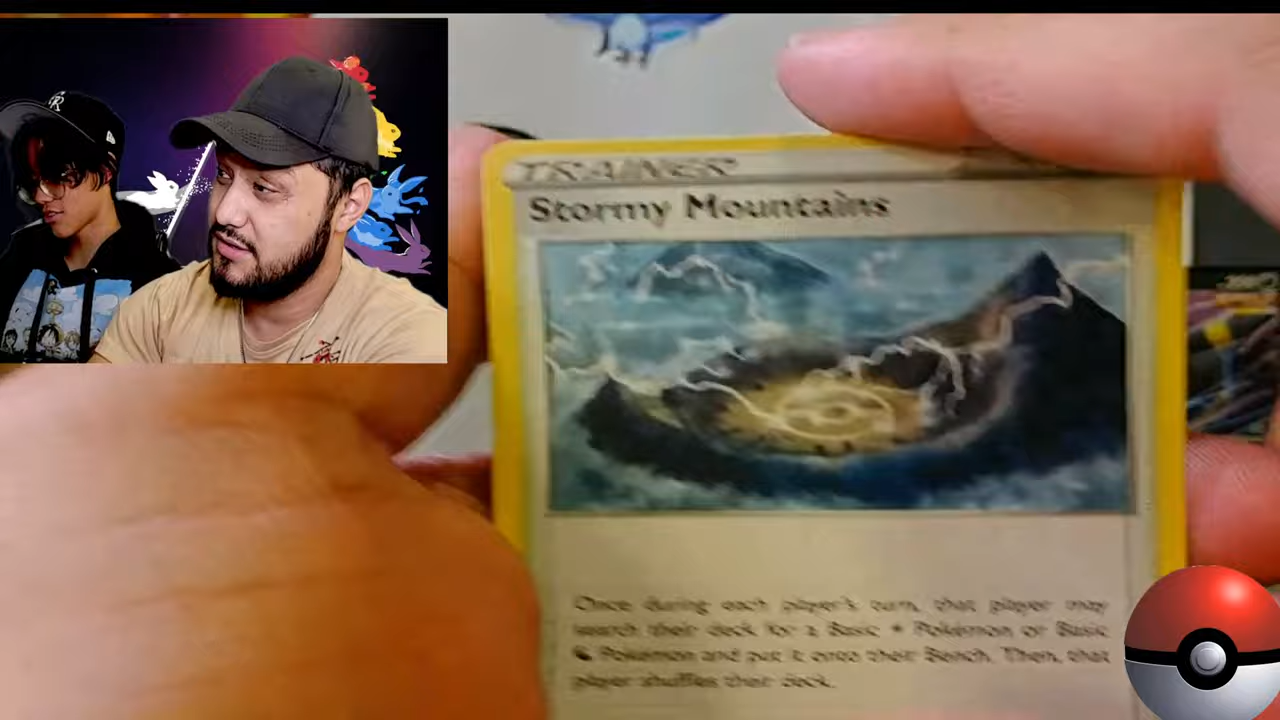 TRAINER
Stormy Mountains
Once during each player's turn, that player may
search their deck for a Basic Pokémon or Basic
Pokémon and put it onto their Bench. Then, that
player shuffles their deck.